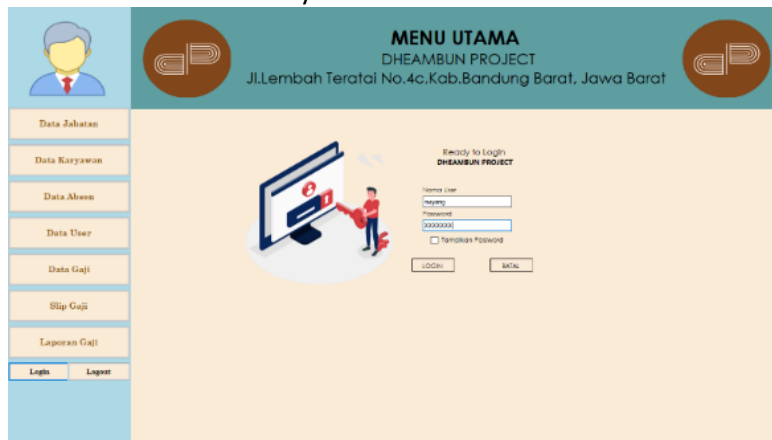 MENU UTAMA
DHEAMBUN PROJECT
Jl.Lembah Teratai No.4c,Kab.Bandung Barat, Jawa Barat
Data Jabatan
Data Karyawan
Data Absen
Data User
Data Gaji
Slip Gaji
Laporan Gaji
Login Logout
Ready to Login
DHEAMBUN PROJECT
Nama User
mayang
Password
Tampilkan Password
LOGIN BATAL